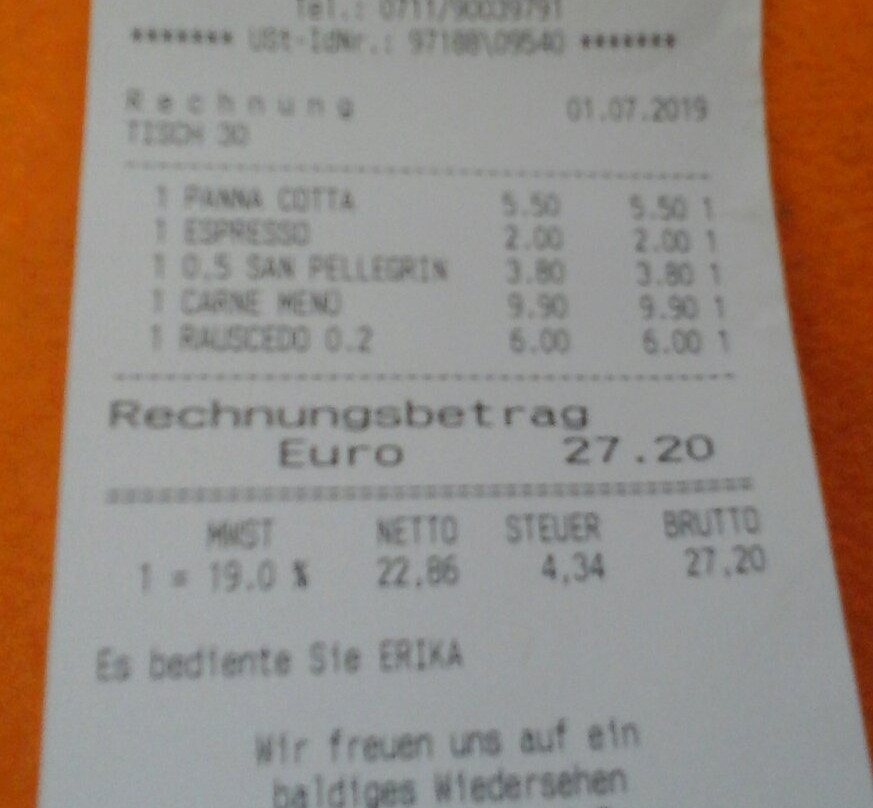 Tel.: 0711/90039791
******* USt-IdNr.: 97188\09540 *******
Rechnung 01.07.2019
TISCH 30
1 PANNA COTTA 5.50 5.50 1
1 ESPRESSO 2.00 2.00 1
1 0.5 SAN PELLEGRIN 3.80 3.80 1
1 CARNE MENO 9.90 9.90 1
1 RAUSCEDO 0.2 6.00 6.00 1
Rechnungsbetrag
Euro 27.20
MWST NETTO STEUER BRUTTO
1 = 19.0 % 22,86 4,34 27,20
Es bediente Sie ERIKA
Wir freuen uns auf ein
baldiges Wiedersehen